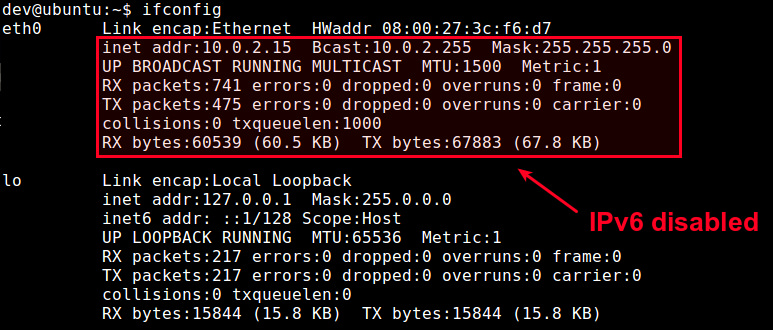 dev@ubuntu:~$ ifconfig
eth0 Link encap:Ethernet HWaddr 08:00:27:3c:f6:d7
inet addr:10.0.2.15 Bcast:10.0.2.255 Mask:255.255.255.0
UP BROADCAST RUNNING MULTICAST MTU:1500 Metric:1
RX packets:741 errors:0 dropped:0 overruns:0 frame:0
TX packets:475 errors:0 dropped:0 overruns:0 carrier:0
collisions:0 txqueuelen:1000
RX bytes:60539 (60.5 KB) TX bytes:67883 (67.8 KB)
lo Link encap:Local Loopback
inet addr:127.0.0.1 Mask:255.0.0.0
inet6 addr: ::1/128 Scope:Host
UP LOOPBACK RUNNING MTU:65536 Metric:1
RX packets:217 errors:0 dropped:0 overruns:0 frame:0
TX packets:217 errors:0 dropped:0 overruns:0 carrier:0
collisions:0 txqueuelen:0
RX bytes:15844 (15.8 KB) TX bytes:15844 (15.8 KB)
IPv6 disabled